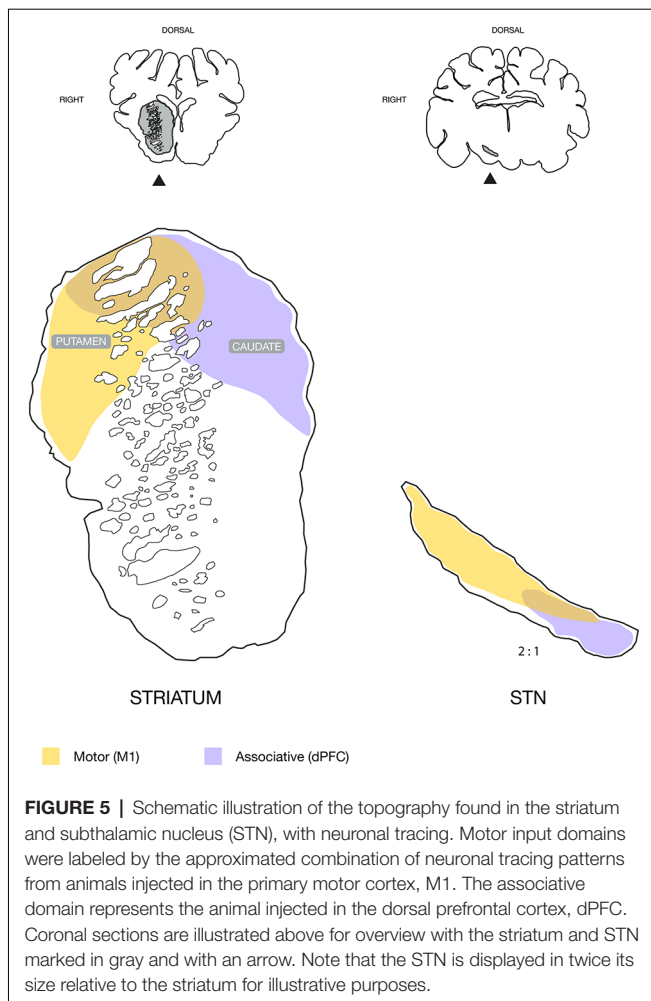 DORSAL
DORSAL
RIGHT
RIGHT
PUTAMEN
CAUDATE
2 : 1
STRIATUM
STN
Motor (M1)
Associative (dPFC)
FIGURE 5 | Schematic illustration of the topography found in the striatum
and subthalamic nucleus (STN), with neuronal tracing. Motor input domains
were labeled by the approximated combination of neuronal tracing patterns
from animals injected in the primary motor cortex, M1. The associative
domain represents the animal injected in the dorsal prefrontal cortex, dPFC.
Coronal sections are illustrated above for overview with the striatum and STN
marked in gray and with an arrow. Note that the STN is displayed in twice its
size relative to the striatum for illustrative purposes.